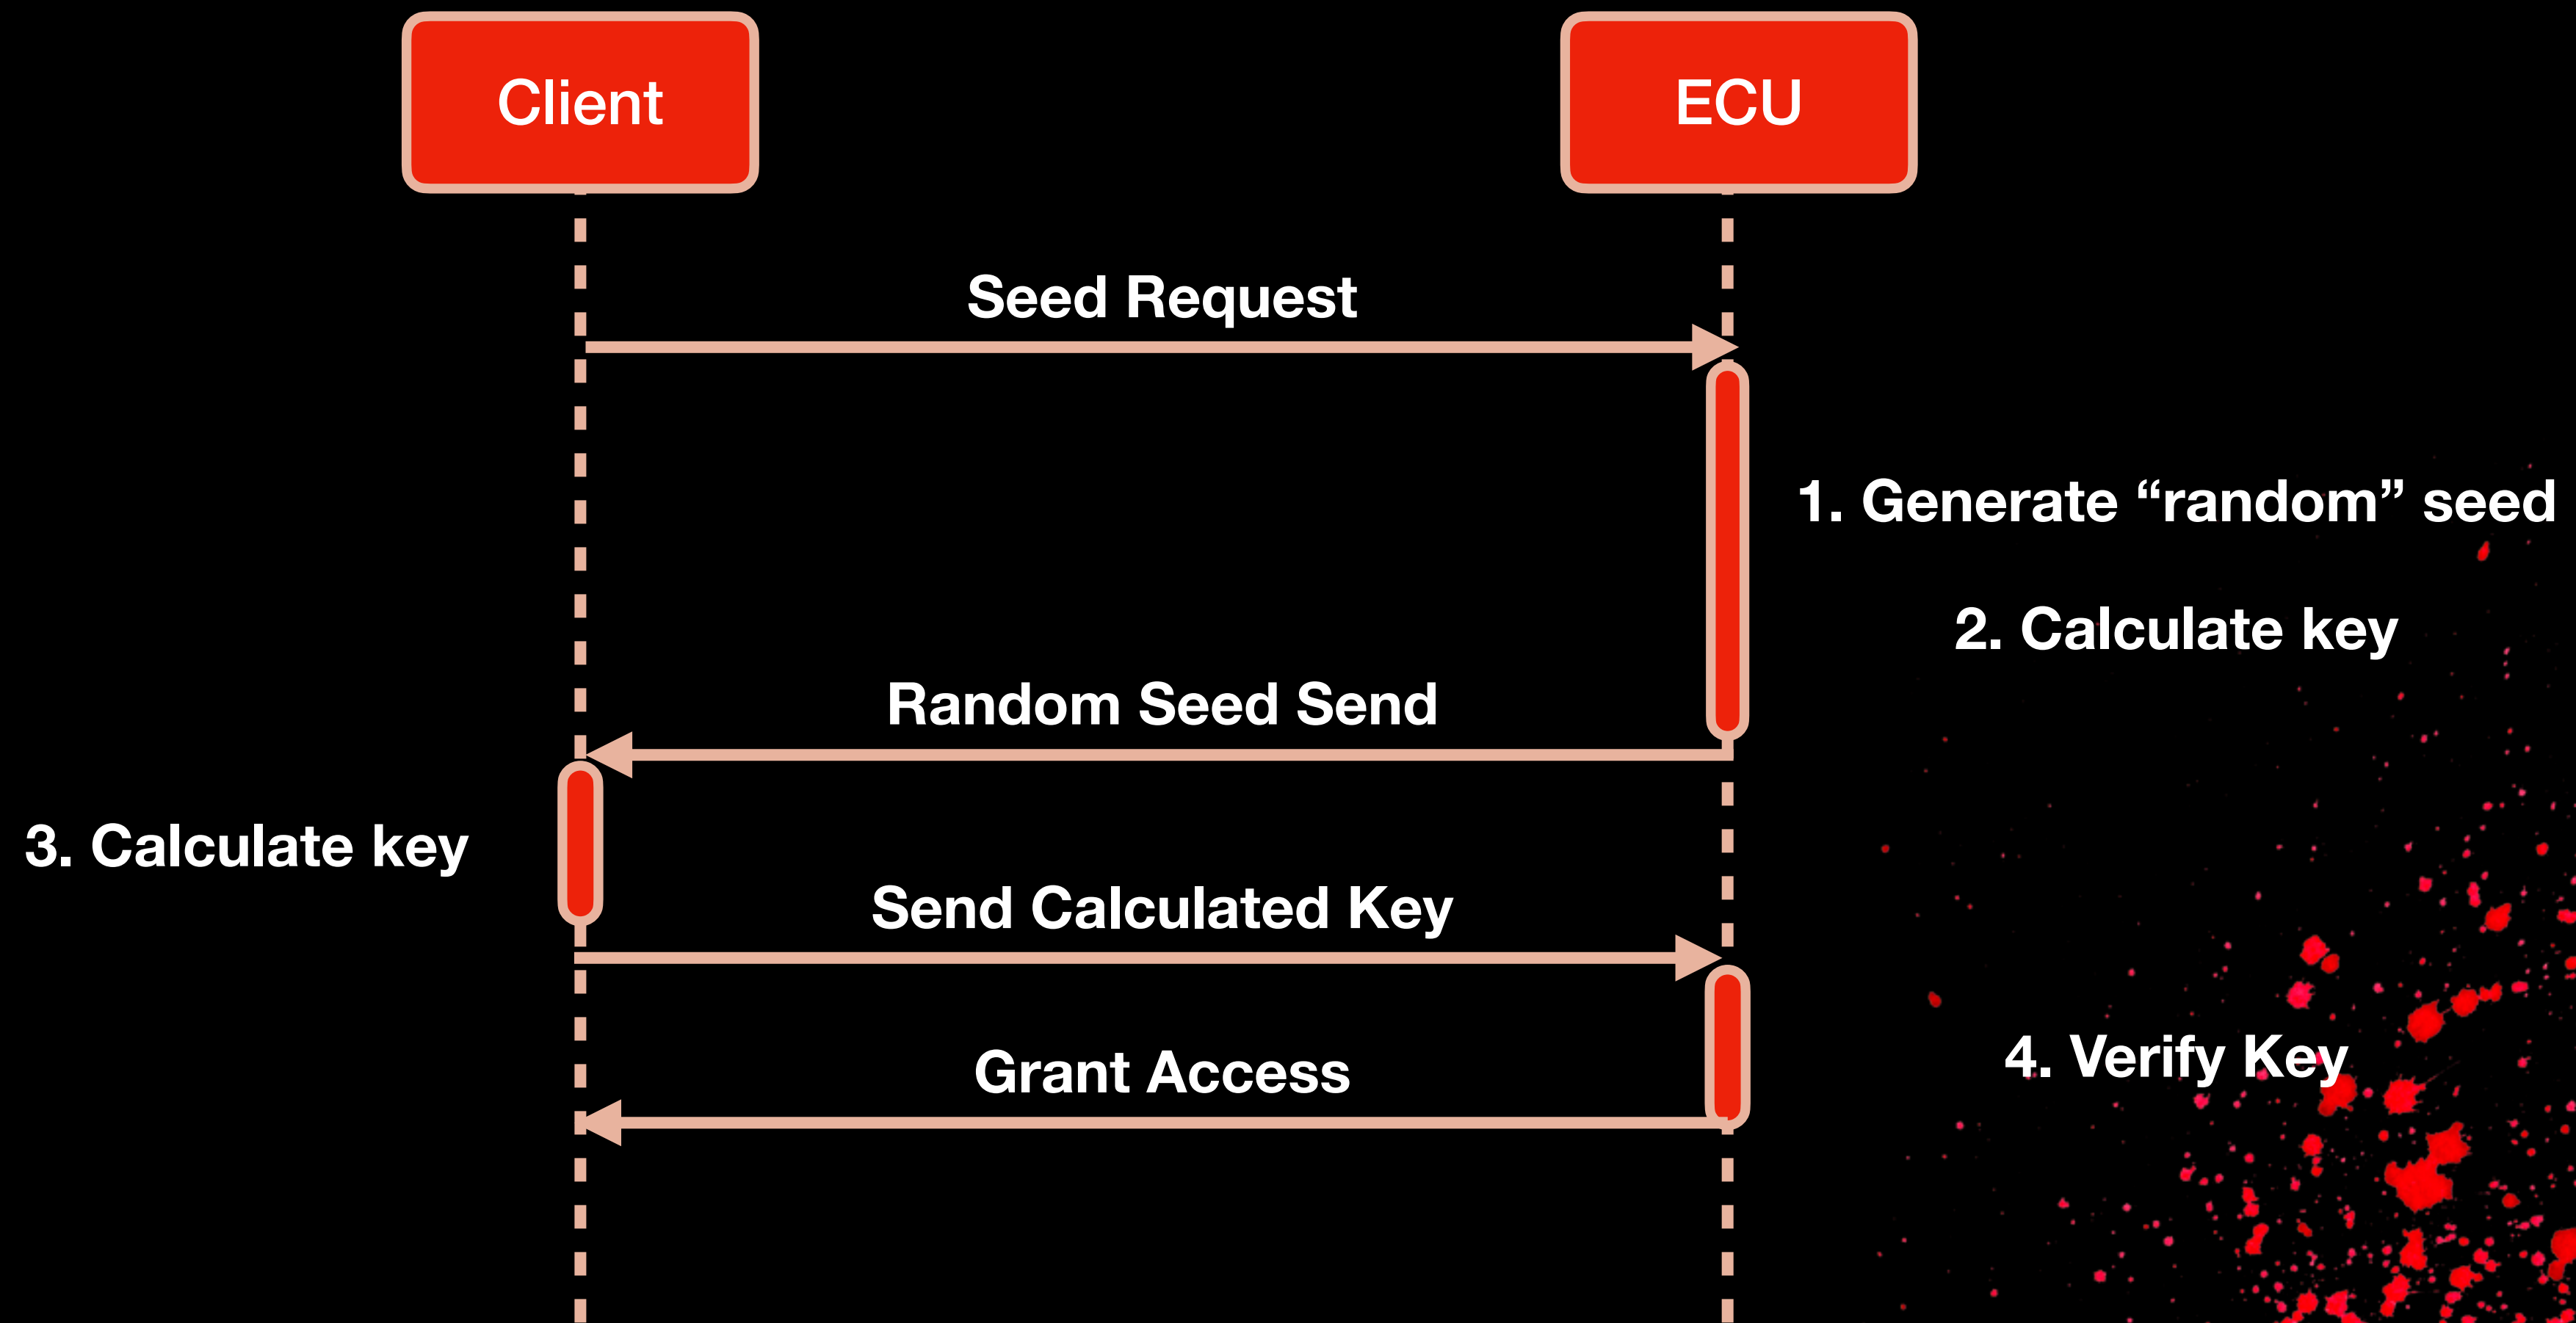 Client
ECU
Seed Request
1. Generate “random” seed
2. Calculate key
Random Seed Send
3. Calculate key
Send Calculated Key
4. Verify Key
Grant Access